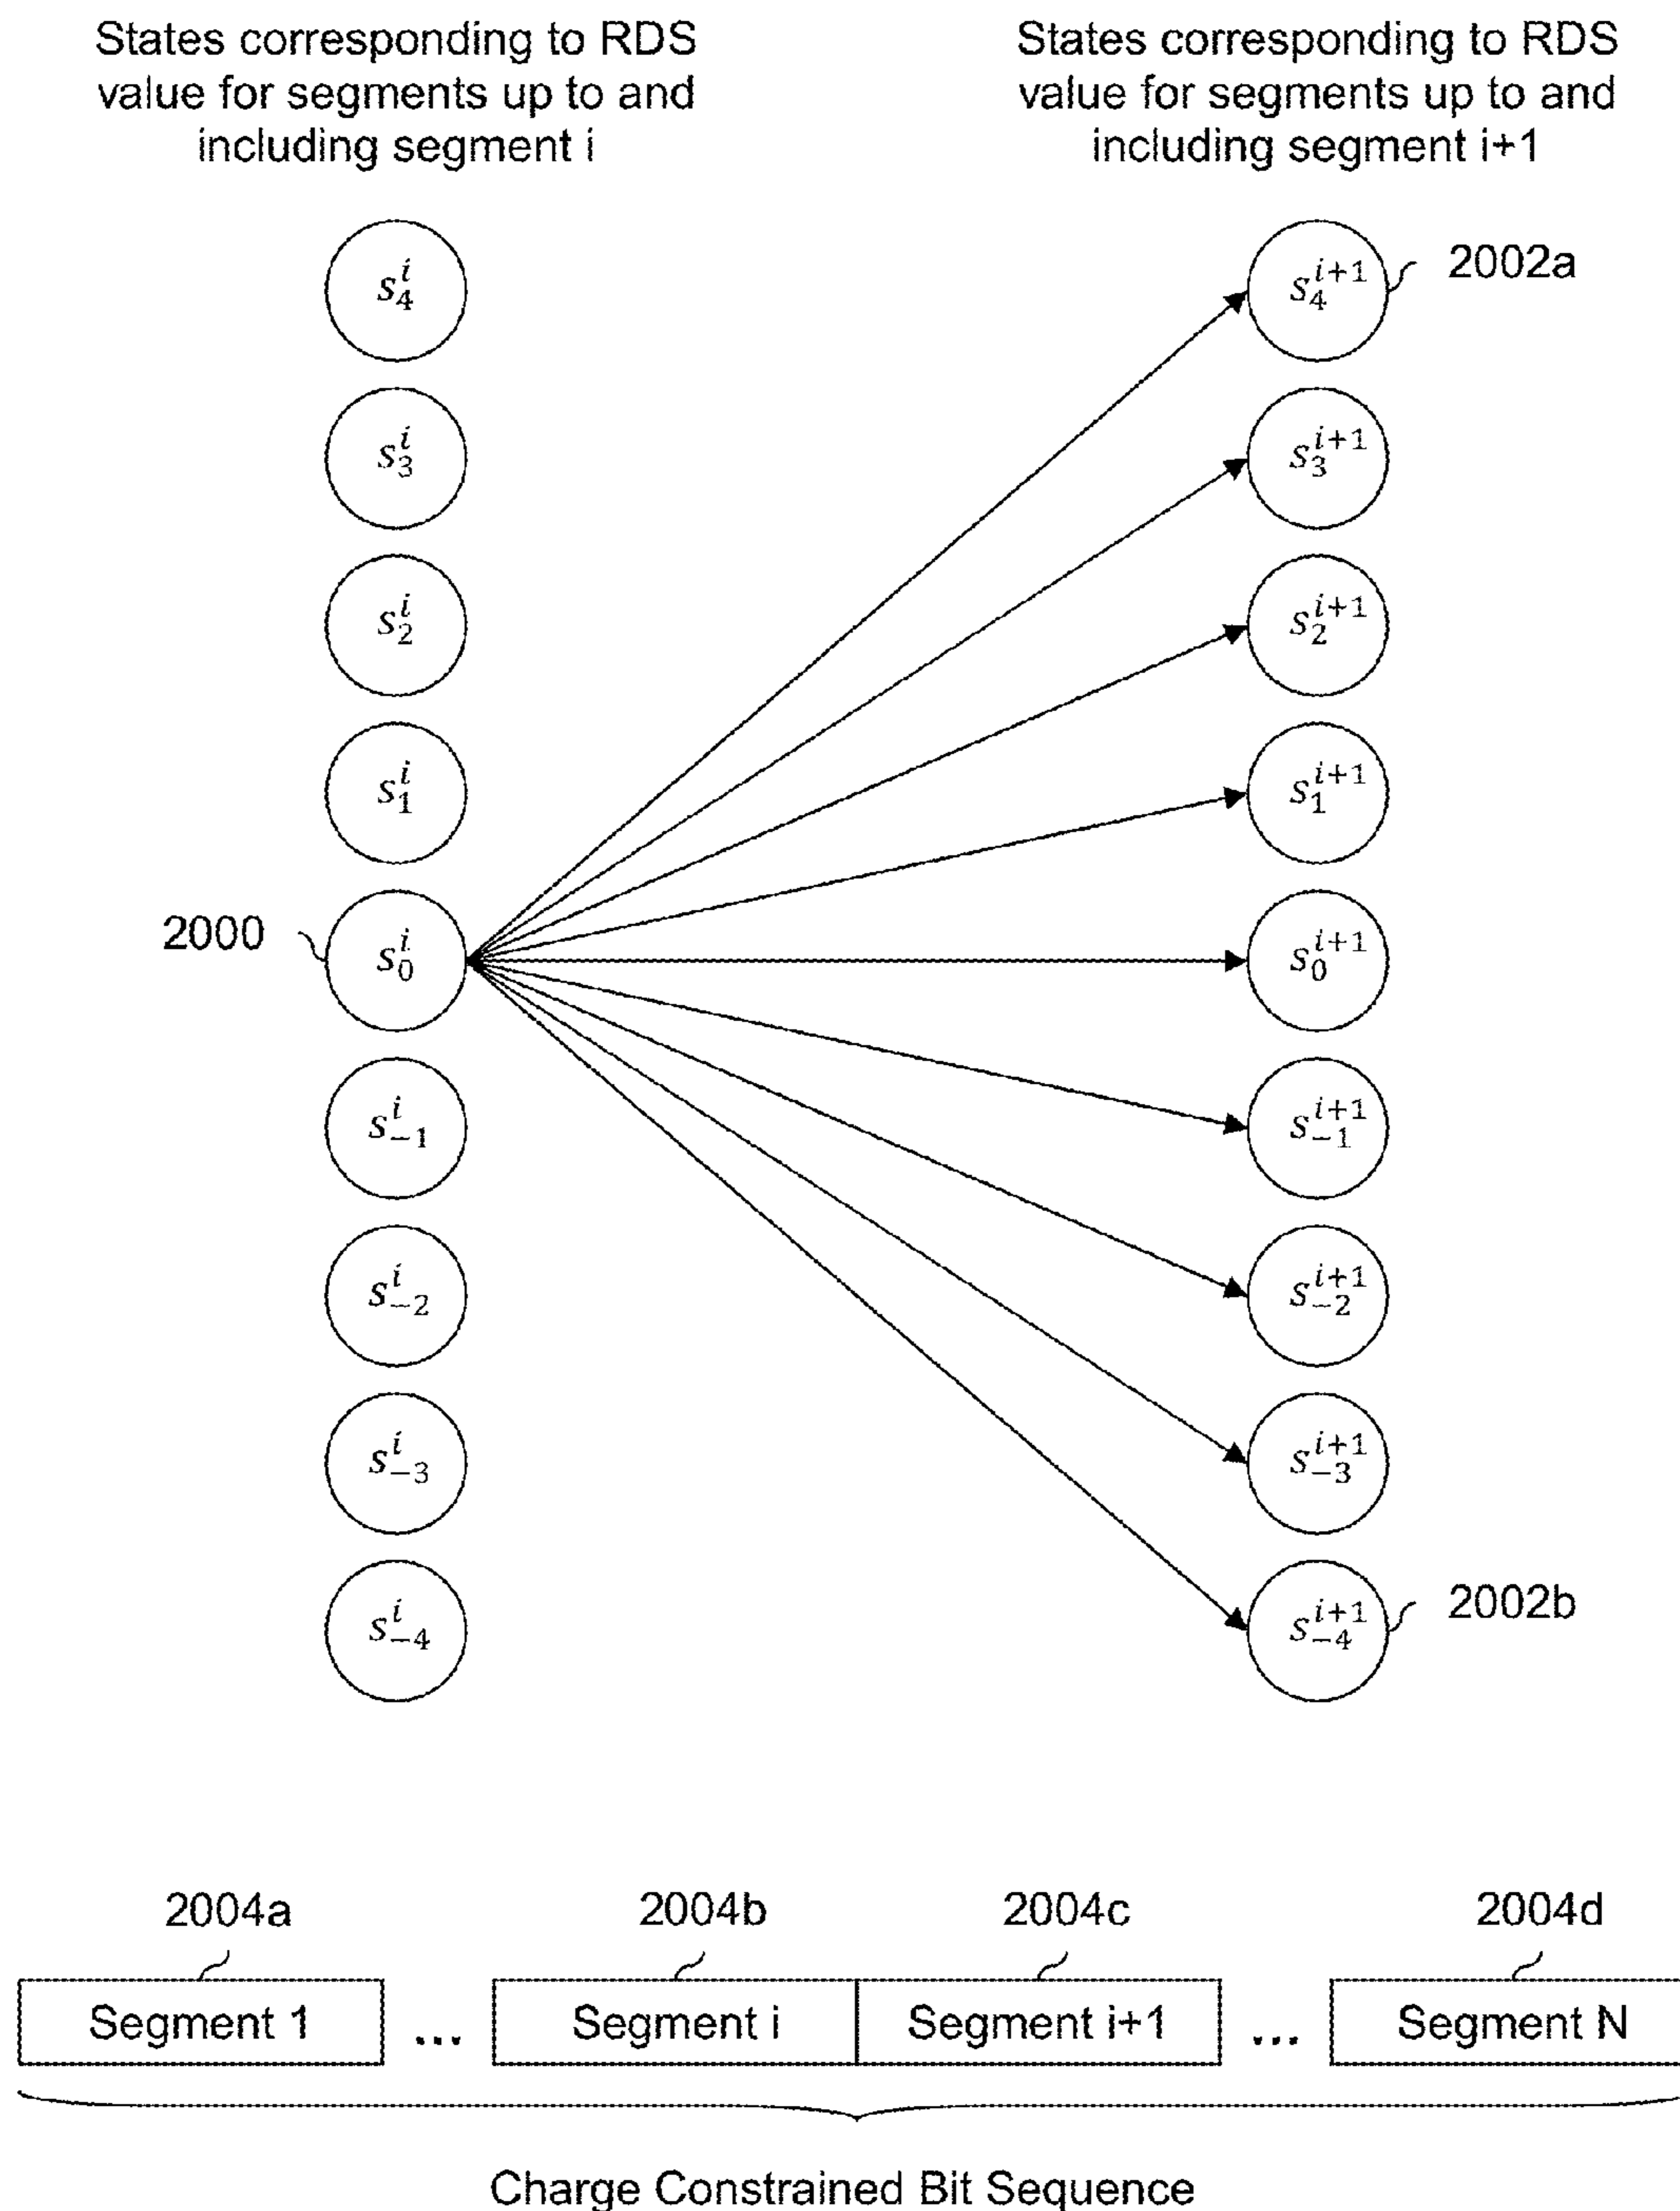 States corresponding to RDS
value for segments up to and
including segment i
States corresponding to RDS
value for segments up to and
including segment i+1
s_4^i
s_4^{i+1}
2002a
s_3^i
s_3^{i+1}
s_2^i
s_2^{i+1}
s_1^i
s_1^{i+1}
2000
s_0^i
s_0^{i+1}
s_{-1}^i
s_{-1}^{i+1}
s_{-2}^i
s_{-2}^{i+1}
s_{-3}^i
s_{-3}^{i+1}
s_{-4}^i
s_{-4}^{i+1}
2002b
2004a
2004b
2004c
2004d
Segment 1
...
Segment i
Segment i+1
...
Segment N
Charge Constrained Bit Sequence